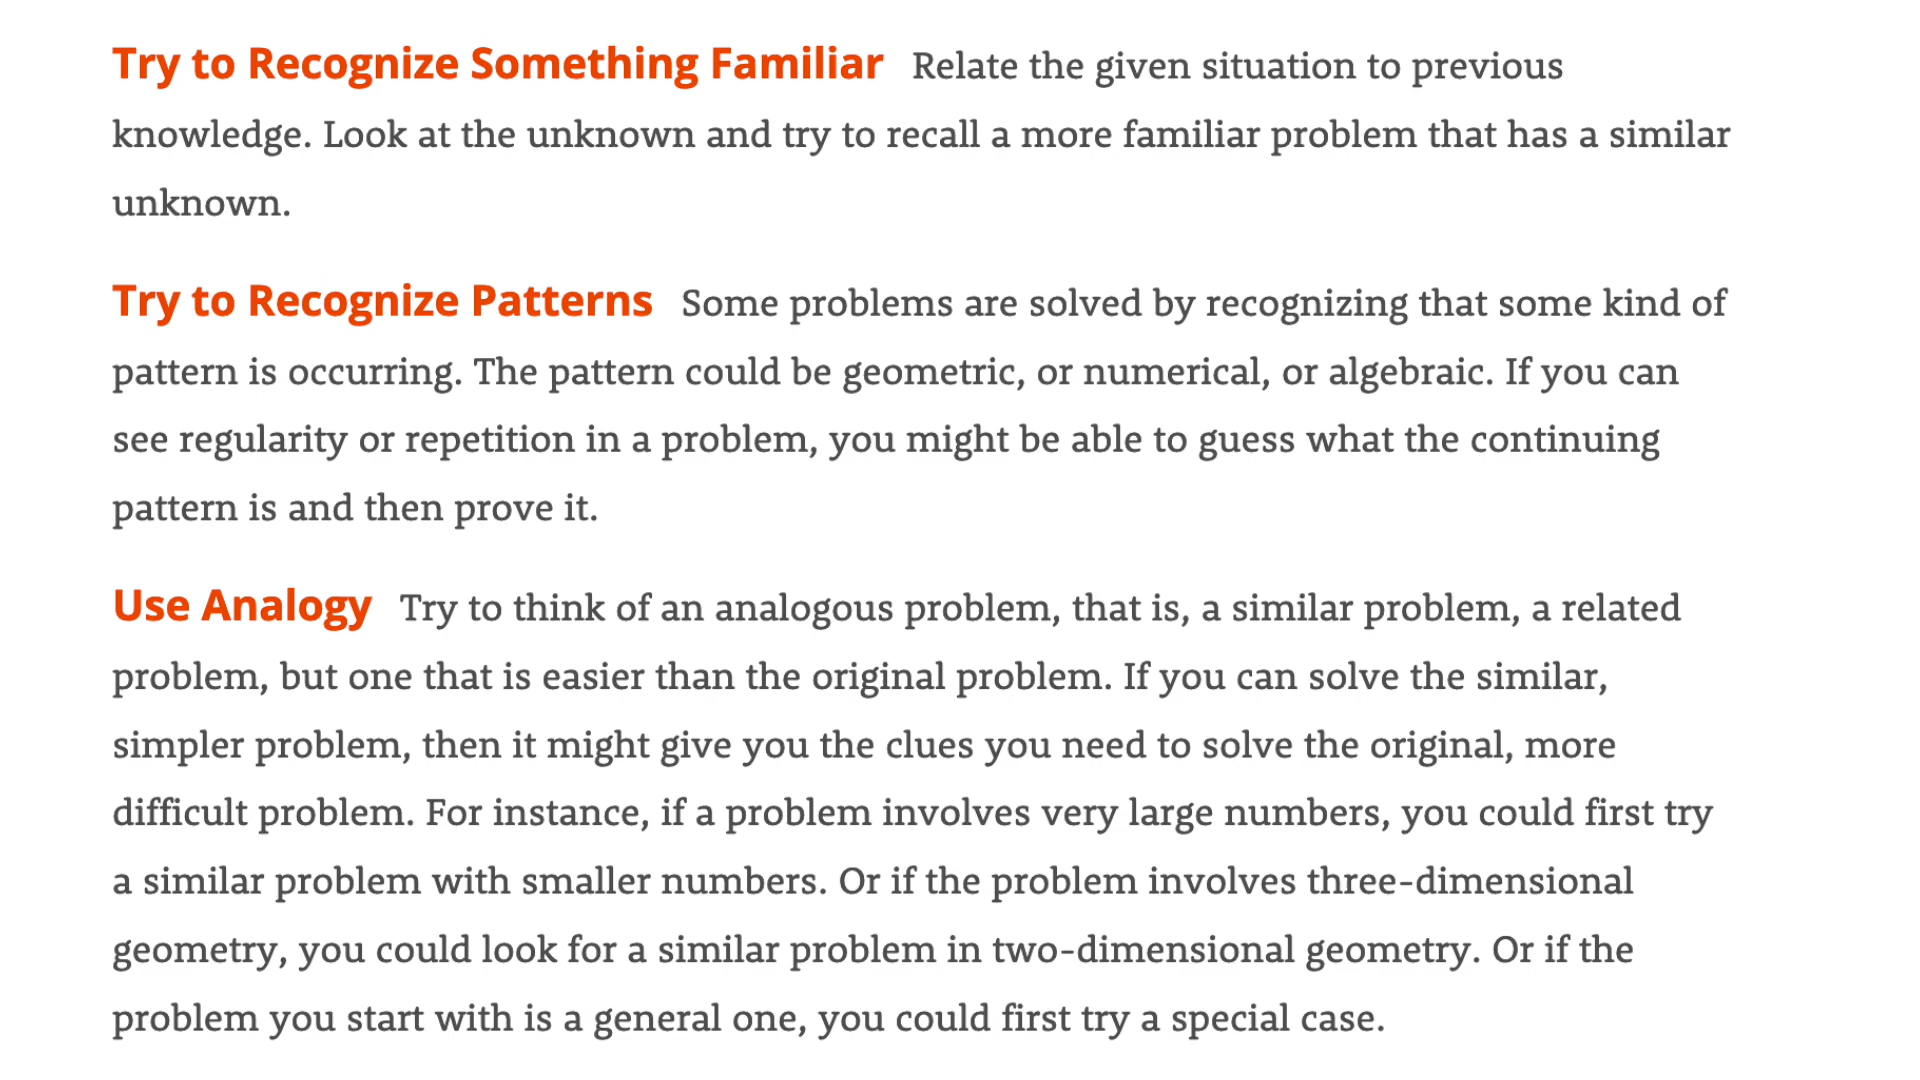 Try to Recognize Something Familiar Relate the given situation to previous
knowledge. Look at the unknown and try to recall a more familiar problem that has a similar
unknown.
Try to Recognize Patterns Some problems are solved by recognizing that some kind of
pattern is occurring. The pattern could be geometric, or numerical, or algebraic. If you can
see regularity or repetition in a problem, you might be able to guess what the continuing
pattern is and then prove it.
Use Analogy Try to think of an analogous problem, that is, a similar problem, a related
problem, but one that is easier than the original problem. If you can solve the similar,
simpler problem, then it might give you the clues you need to solve the original, more
difficult problem. For instance, if a problem involves very large numbers, you could first try
a similar problem with smaller numbers. Or if the problem involves three-dimensional
geometry, you could look for a similar problem in two-dimensional geometry. Or if the
problem you start with is a general one, you could first try a special case.